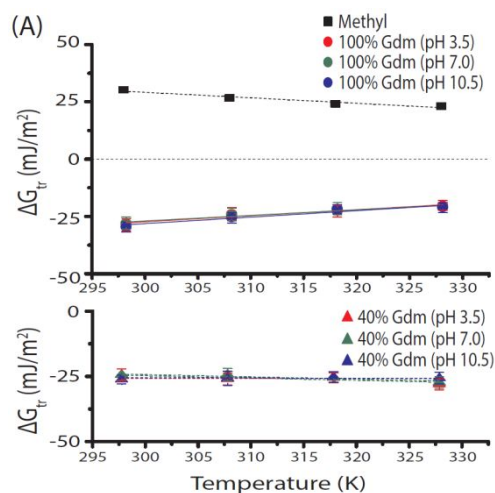 (A)
Methyl
100% Gdm (pH 3.5)
100% Gdm (pH 7.0)
100% Gdm (pH 10.5)
50
25
0
-25
-50
ΔG_tr (mJ/m²)
295 300 305 310 315 320 325 330
40% Gdm (pH 3.5)
40% Gdm (pH 7.0)
40% Gdm (pH 10.5)
0
-25
-50
ΔG_tr (mJ/m²)
295 300 305 310 315 320 325 330
Temperature (K)